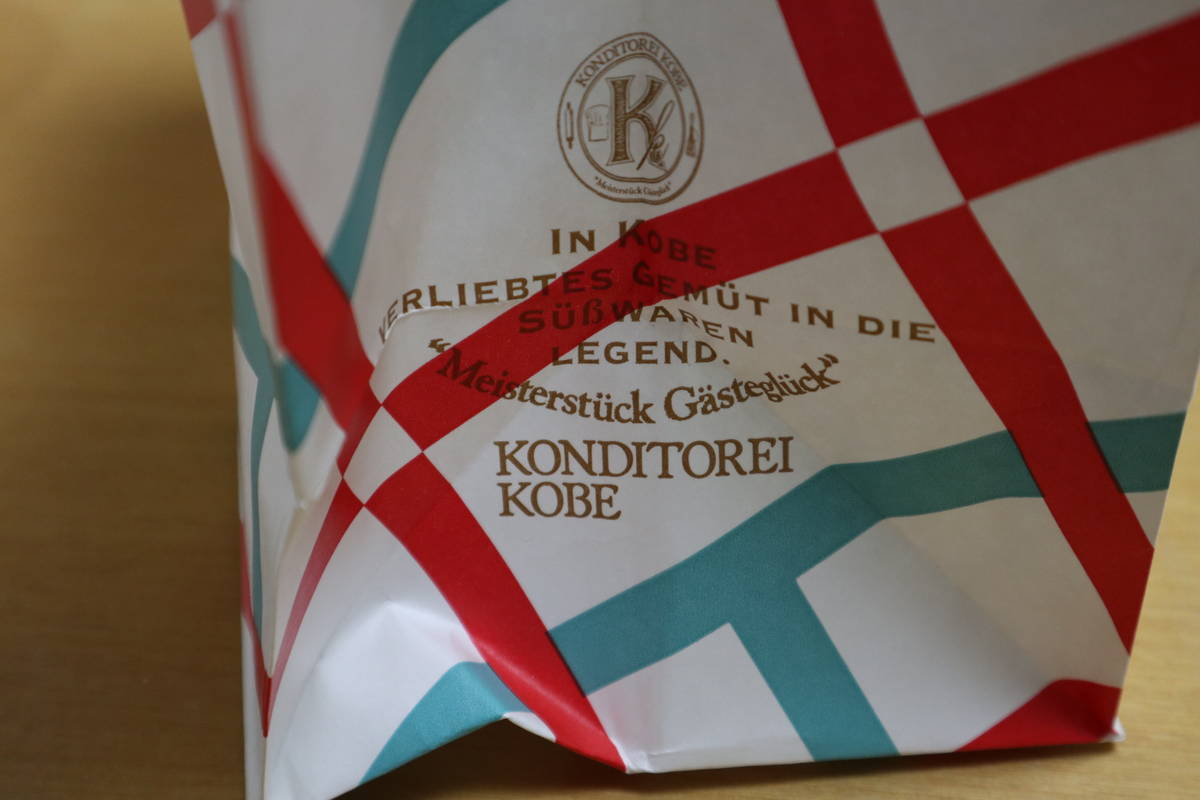 KONDITOREI KOBE
K
"Meisterstück Gästeglück"
IN KOBE
VERLIEBTES GEMÜT IN DIE
SÜßWAREN
LEGEND.
“Meisterstück Gästeglück”
KONDITOREI
KOBE